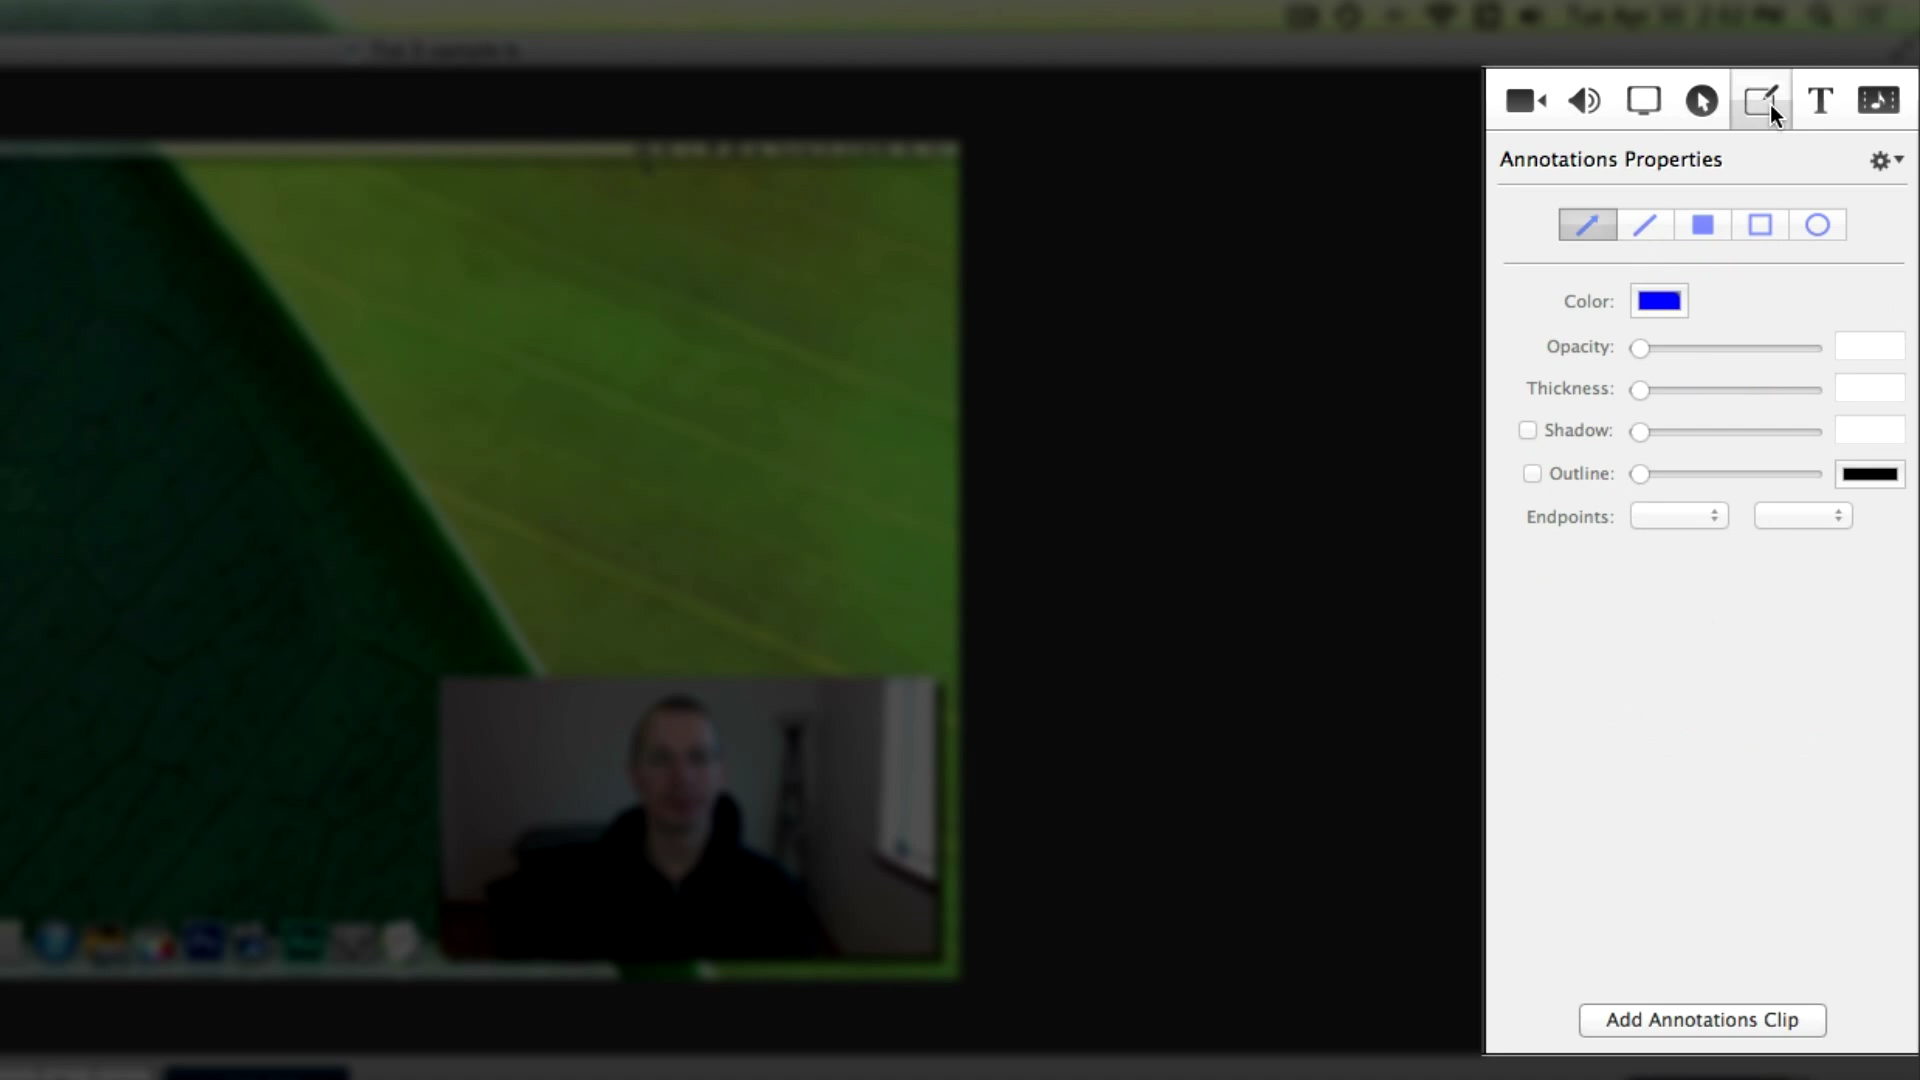 T
Annotations Properties
Color:
Opacity:
Thickness:
Shadow:
Outline:
Endpoints:
Add Annotations Clip